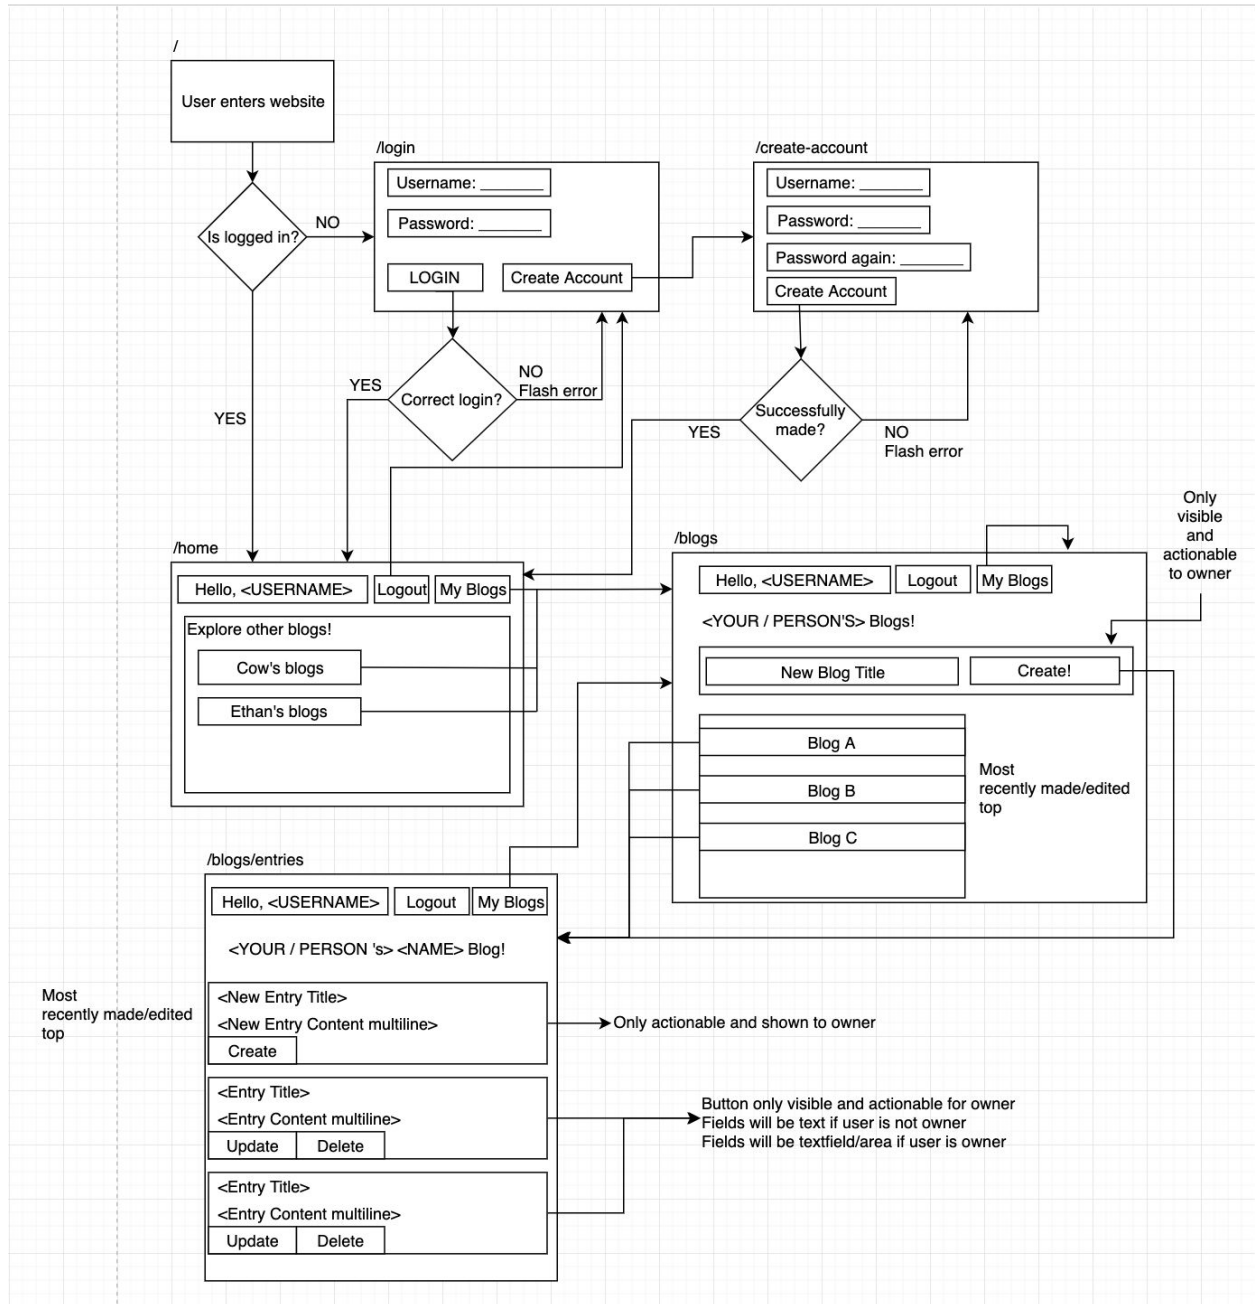 /
User enters website
Is logged in?
NO
YES
/login
Username: _______
Password: _______
LOGIN
Create Account
Correct login?
YES
NO
Flash error
/create-account
Username: _______
Password: _______
Password again: _______
Create Account
Successfully
made?
YES
NO
Flash error
/home
Hello, <USERNAME>
Logout
My Blogs
Explore other blogs!
Cow's blogs
Ethan's blogs
/blogs
Hello, <USERNAME>
Logout
My Blogs
Only
visible
and
actionable
to owner
<YOUR / PERSON'S> Blogs!
New Blog Title
Create!
Blog A
Blog B
Blog C
Most
recently made/edited
top
/blogs/entries
Hello, <USERNAME>
Logout
My Blogs
<YOUR / PERSON 's> <NAME> Blog!
Most
recently made/edited
top
<New Entry Title>
<New Entry Content multiline>
Create
Only actionable and shown to owner
<Entry Title>
<Entry Content multiline>
Update
Delete
Button only visible and actionable for owner
Fields will be text if user is not owner
Fields will be textfield/area if user is owner
<Entry Title>
<Entry Content multiline>
Update
Delete